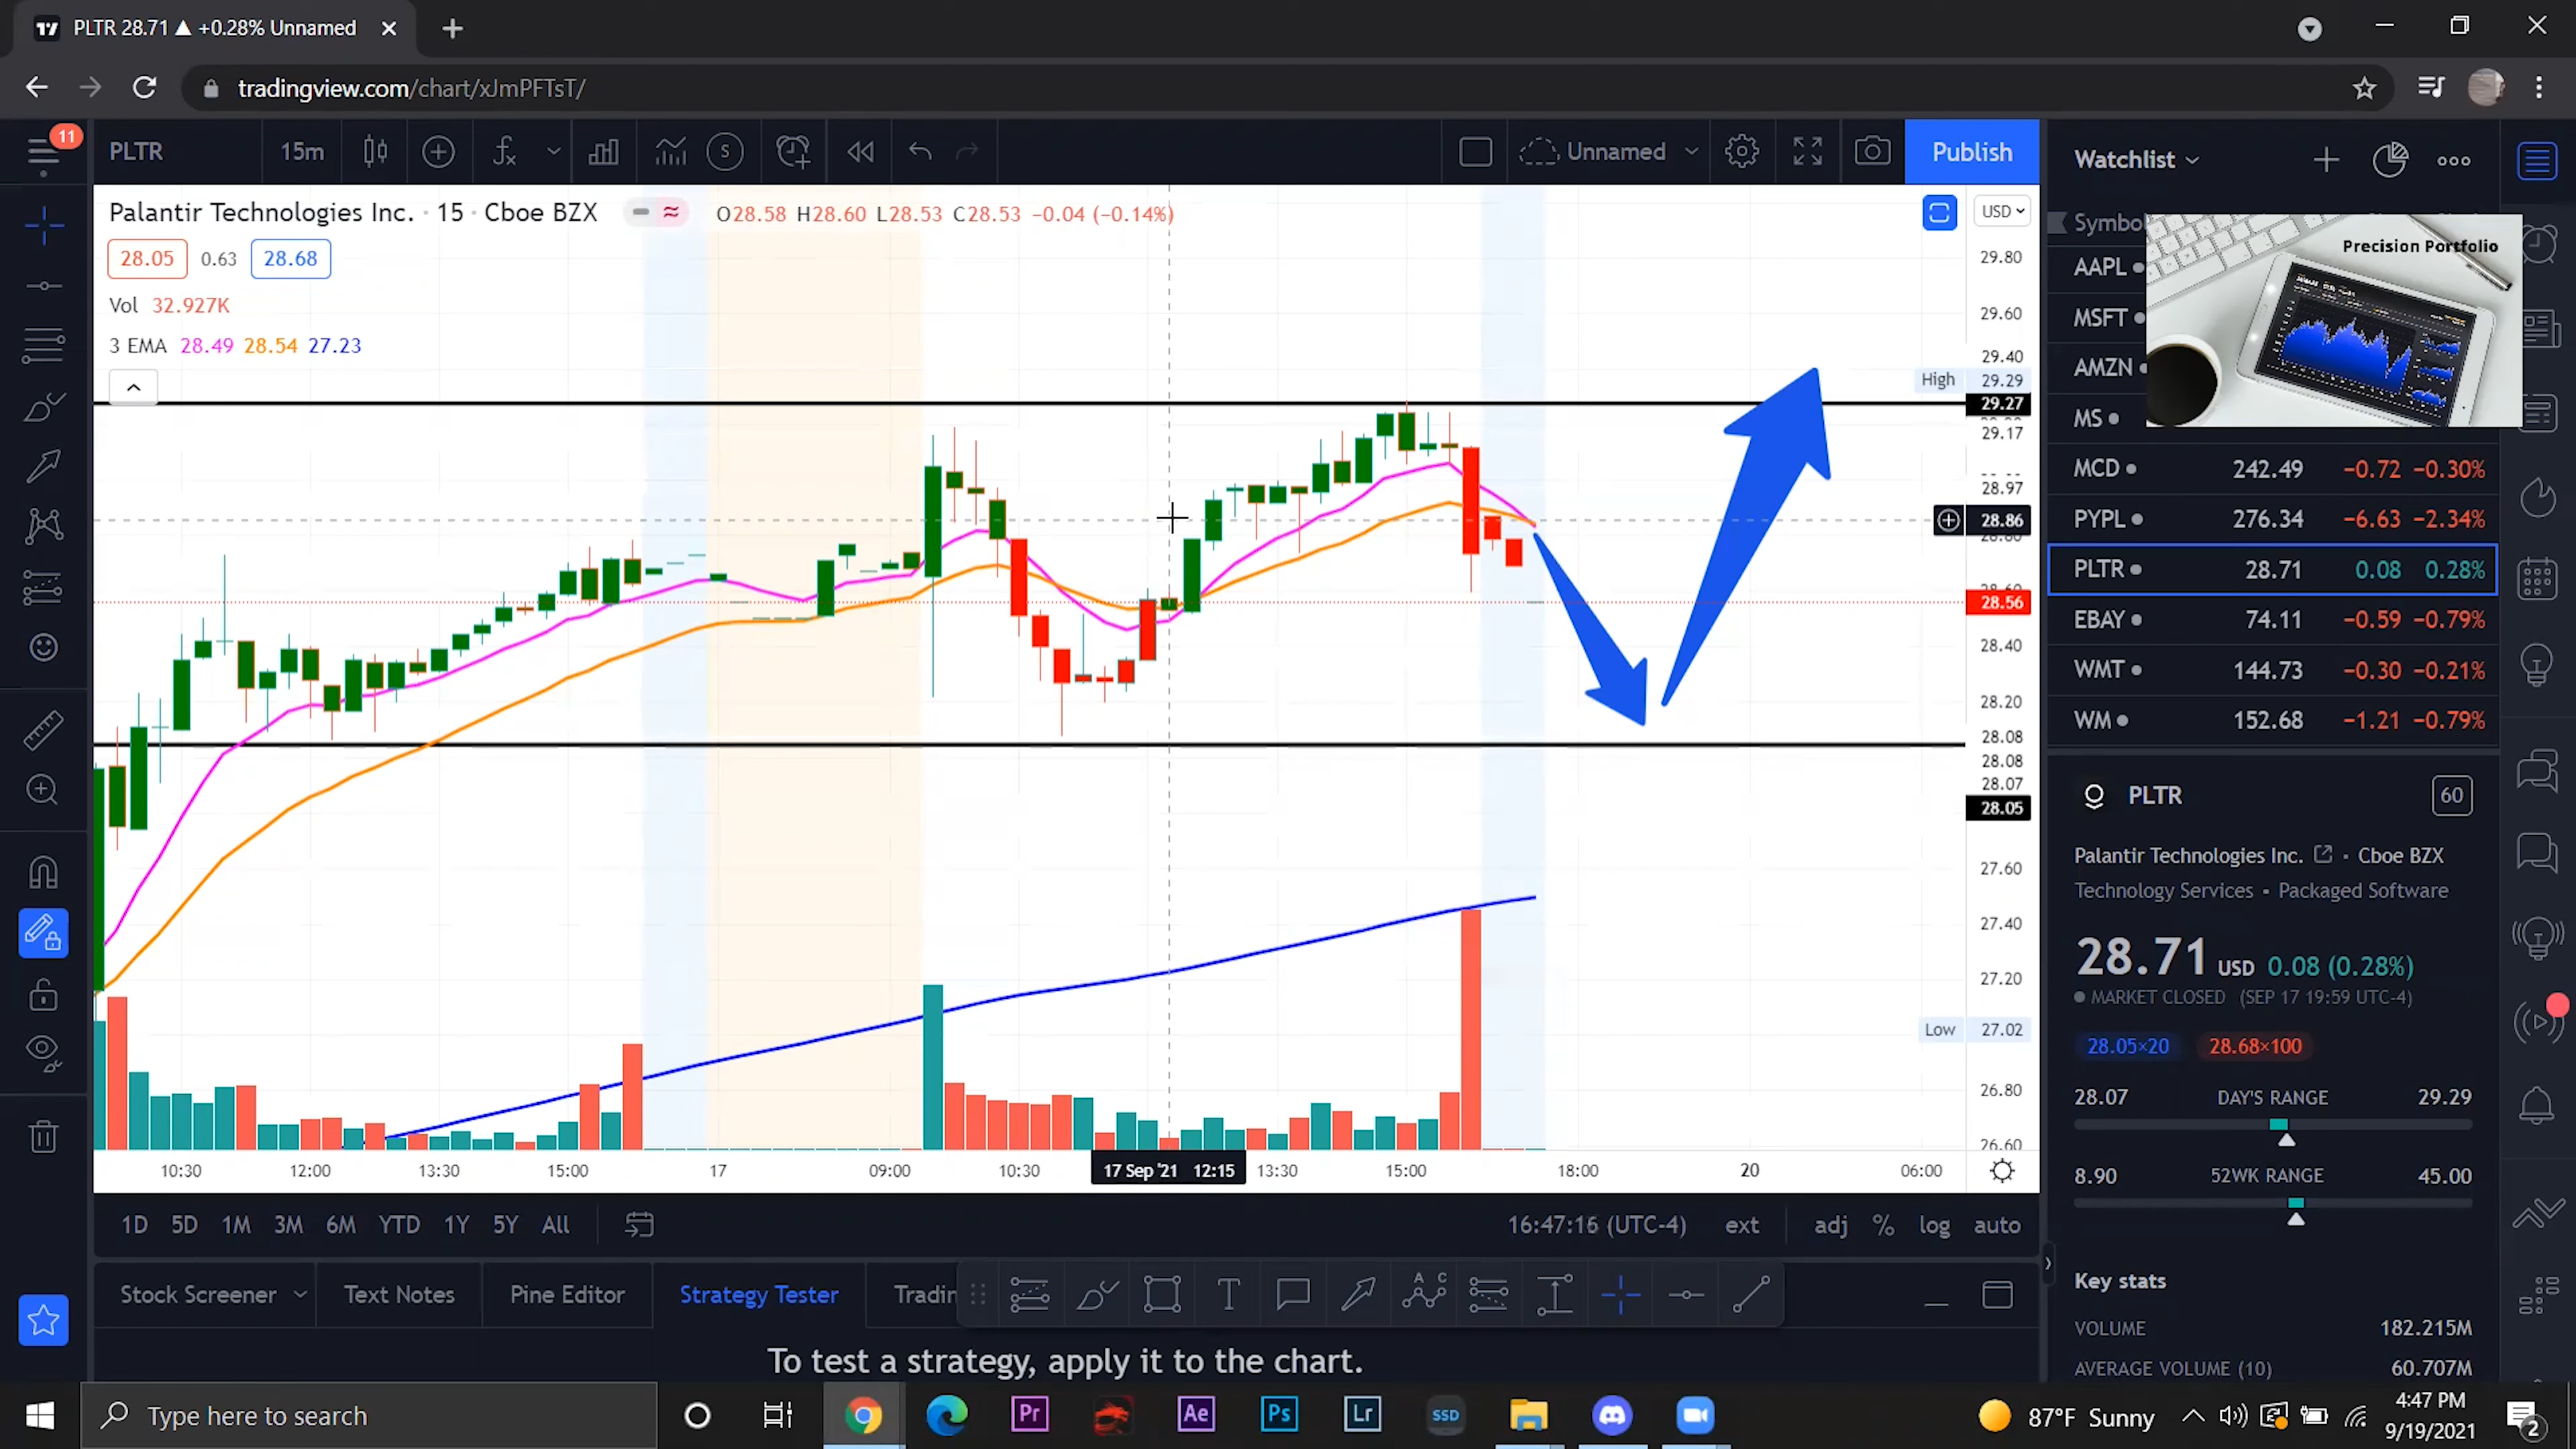 PLTR 28.71 ▲ +0.28% Unnamed
tradingview.com/chart/xJmPFTsT/
11
PLTR 15m
S
Unnamed
Publish
Watchlist
Palantir Technologies Inc. · 15 · Cboe BZX
O28.58 H28.60 L28.53 C28.53 −0.04 (−0.14%)
28.05 0.63 28.68
Vol 32.927K
3 EMA 28.49 28.54 27.23
USD
29.80
29.60
29.40
High 29.29
29.27
29.17
28.97
28.86
28.56
28.40
28.20
28.08
28.08
28.07
28.05
27.60
27.40
27.20
Low 27.02
26.80
26.60
10:30 12:00 13:30 15:00 17 09:00 10:30 17 Sep '21 12:15 13:30 15:00 18:00 20 06:00
1D 5D 1M 3M 6M YTD 1Y 5Y All
16:47:16 (UTC-4) ext adj % log auto
Stock Screener Text Notes Pine Editor Strategy Tester Tradin
A C
To test a strategy, apply it to the chart.
Symbo
Precision Portfolio
AAPL
MSFT
AMZN
MS
MCD 242.49 −0.72 −0.30%
PYPL 276.34 −6.63 −2.34%
PLTR 28.71 0.08 0.28%
EBAY 74.11 −0.59 −0.79%
WMT 144.73 −0.30 −0.21%
WM 152.68 −1.21 −0.79%
PLTR 60
Palantir Technologies Inc. · Cboe BZX
Technology Services • Packaged Software
28.71 USD 0.08 (0.28%)
MARKET CLOSED (SEP 17 19:59 UTC-4)
28.05×20 28.68×100
28.07 DAY'S RANGE 29.29
8.90 52WK RANGE 45.00
Key stats
VOLUME 182.215M
AVERAGE VOLUME (10) 60.707M
Type here to search
Pr Ae Ps Lr SSD
87°F Sunny
4:47 PM
9/19/2021
2